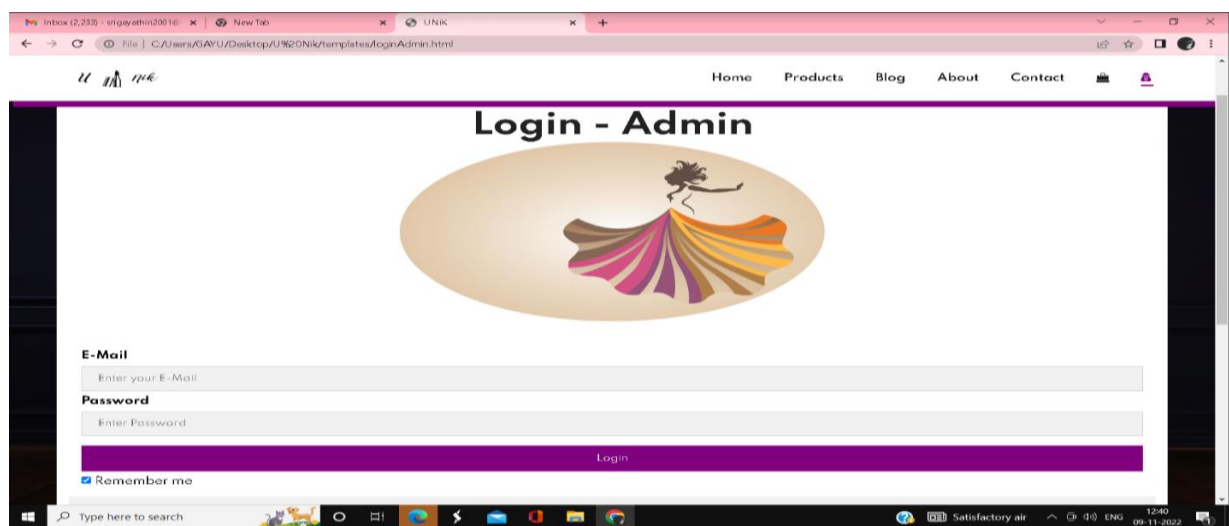 Inbox (2,233) - srigayathiri2001@
New Tab
UNIK
File | C:/Users/GAYU/Desktop/U%20Nik/templates/loginAdmin.html
u nik
Home Products Blog About Contact
Login - Admin
E-Mail
Enter your E-Mail
Password
Enter Password
Login
Remember me
Type here to search
Satisfactory air
ENG
12:40
09-11-2022